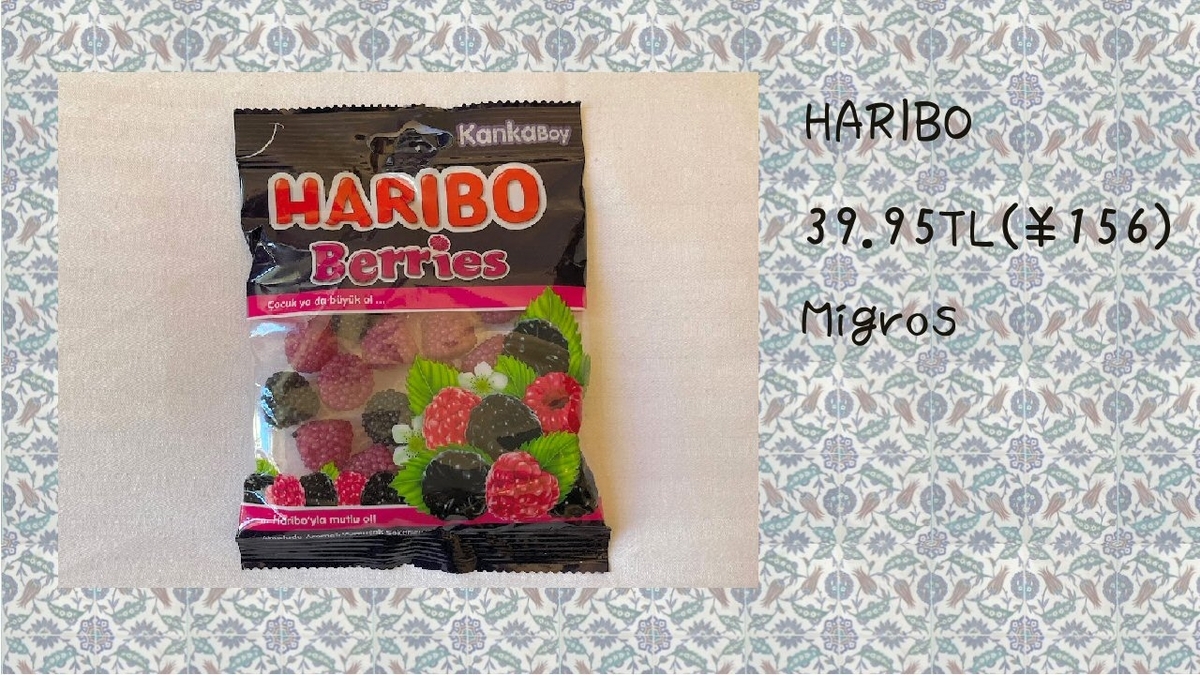 KankaBoy
HARIBO
Berries
Çocuk ya da büyük ol ...
Haribo'yla mutlu ol!
HARIBO
39.95TL(¥156)
Migros